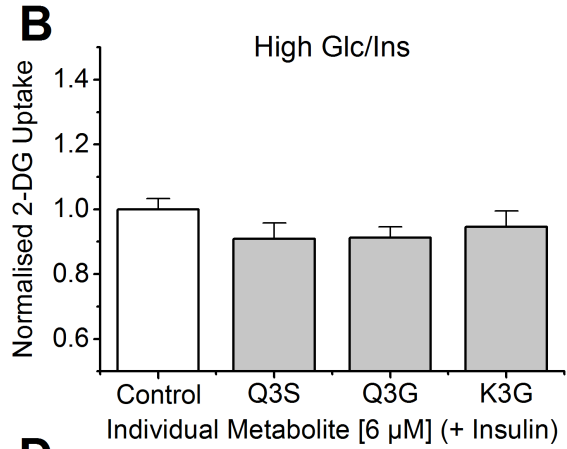 B
High Glc/Ins
Normalised 2-DG Uptake
1.4
1.2
1.0
0.8
0.6
Control Q3S Q3G K3G
Individual Metabolite [6 µM] (+ Insulin)